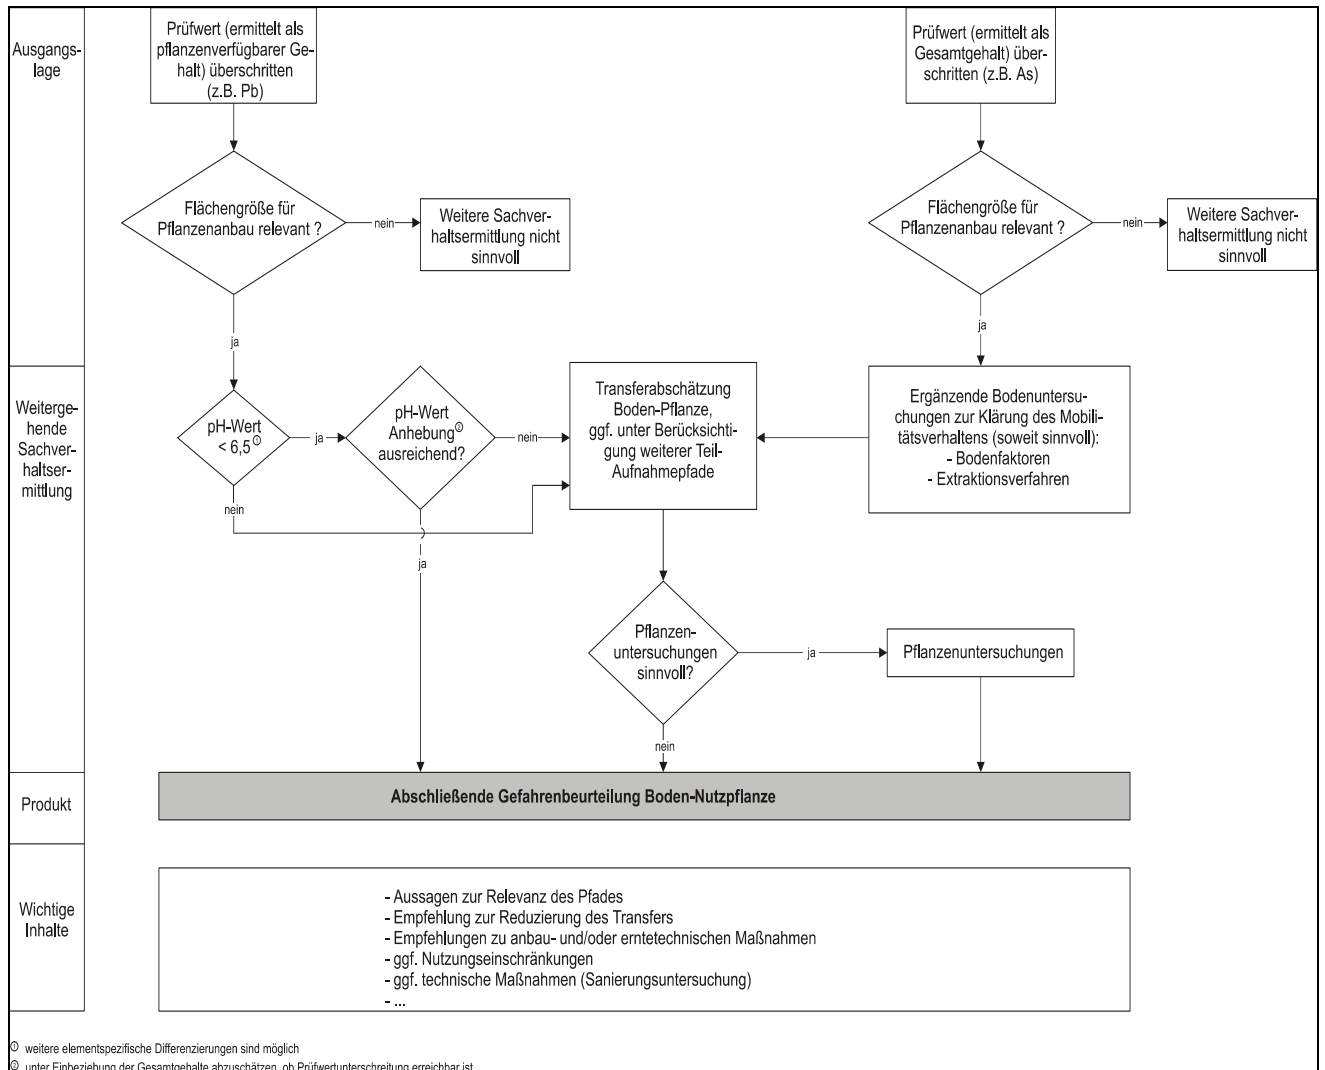 Ausgangs-
lage
Prüfwert (ermittelt als
pflanzenverfügbarer Ge-
halt) überschritten
(z.B. Pb)
Prüfwert (ermittelt als
Gesamtgehalt) über-
schritten (z.B. As)
Flächengröße für
Pflanzenanbau relevant ?
nein
Weitere Sachver-
haltsermittlung nicht
sinnvoll
Flächengröße für
Pflanzenanbau relevant ?
nein
Weitere Sachver-
haltsermittlung nicht
sinnvoll
ja
ja
Weiterge-
hende
Sachver-
haltser-
mittlung
pH-Wert
< 6,5①
ja
pH-Wert
Anhebung②
ausreichend?
nein
Transferabschätzung
Boden-Pflanze,
ggf. unter Berücksichti-
gung weiterer Teil-
Aufnahmepfade
Ergänzende Bodenuntersu-
chungen zur Klärung des Mobili-
tätsverhaltens (soweit sinnvoll):
- Bodenfaktoren
- Extraktionsverfahren
nein
ja
Pflanzen-
untersuchungen
sinnvoll?
ja
Pflanzenuntersuchungen
nein
Produkt
Abschließende Gefahrenbeurteilung Boden-Nutzpflanze
Wichtige
Inhalte
- Aussagen zur Relevanz des Pfades
- Empfehlung zur Reduzierung des Transfers
- Empfehlungen zu anbau- und/oder erntetechnischen Maßnahmen
- ggf. Nutzungseinschränkungen
- ggf. technische Maßnahmen (Sanierungsuntersuchung)
- ...
① weitere elementspezifische Differenzierungen sind möglich
② unter Einbeziehung der Gesamtgehalte abzuschätzen, ob Prüfwertunterschreitung erreichbar ist